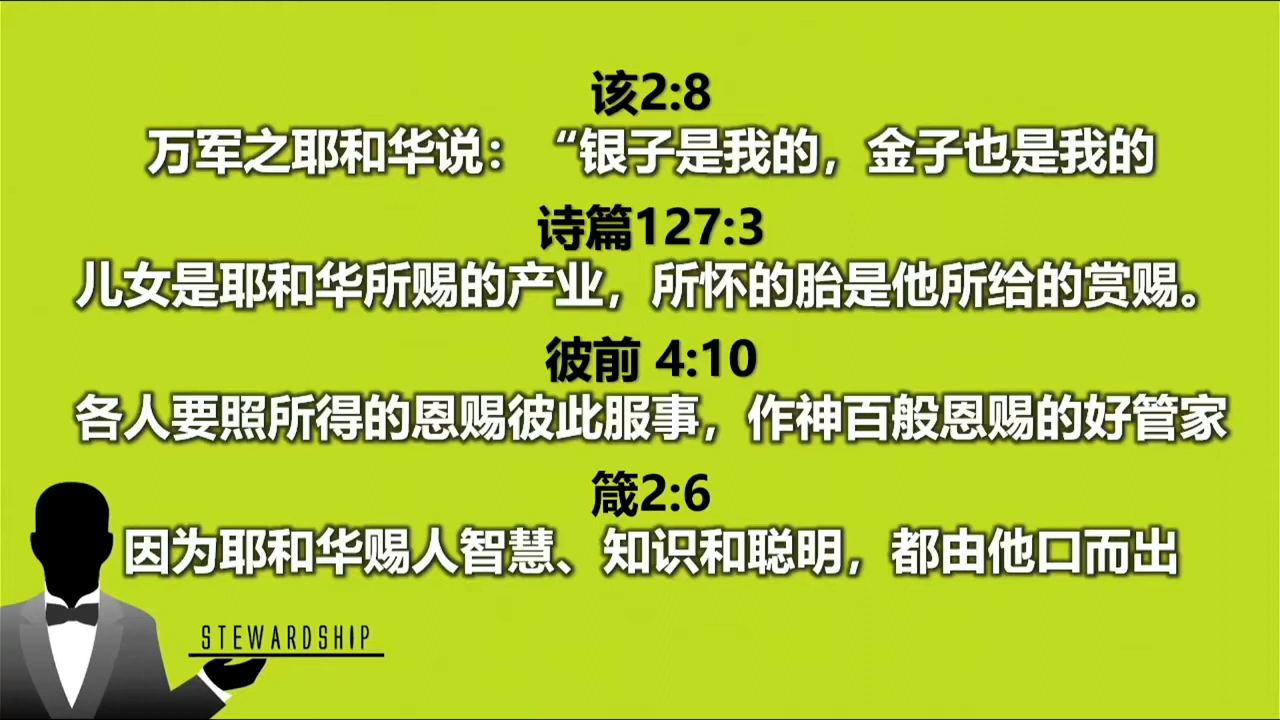 该2:8
万军之耶和华说：“银子是我的，金子也是我的
诗篇127:3
儿女是耶和华所赐的产业，所怀的胎是他所给的赏赐。
彼前 4:10
各人要照所得的恩赐彼此服事，作神百般恩赐的好管家
箴2:6
因为耶和华赐人智慧、知识和聪明，都由他口而出
STEWARDSHIP